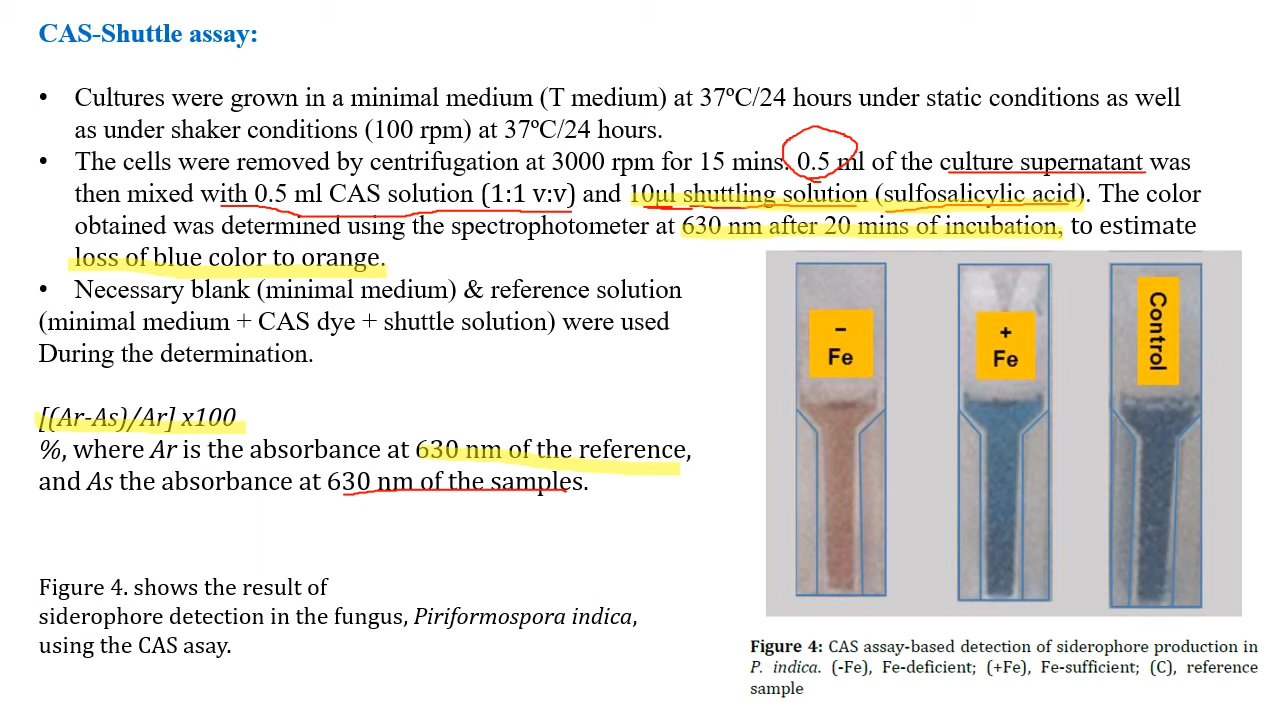 CAS-Shuttle assay:
• Cultures were grown in a minimal medium (T medium) at 37ºC/24 hours under static conditions as well
as under shaker conditions (100 rpm) at 37ºC/24 hours.
• The cells were removed by centrifugation at 3000 rpm for 15 mins. 0.5 ml of the culture supernatant was
then mixed with 0.5 ml CAS solution (1:1 v:v) and 10µl shuttling solution (sulfosalicylic acid). The color
obtained was determined using the spectrophotometer at 630 nm after 20 mins of incubation, to estimate
loss of blue color to orange.
• Necessary blank (minimal medium) & reference solution
(minimal medium + CAS dye + shuttle solution) were used
During the determination.
[(Ar-As)/Ar] x100
%, where Ar is the absorbance at 630 nm of the reference,
and As the absorbance at 630 nm of the samples.
Figure 4. shows the result of
siderophore detection in the fungus, Piriformospora indica,
using the CAS asay.
–
Fe
+
Fe
Control
Figure 4: CAS assay-based detection of siderophore production in
P. indica. (-Fe), Fe-deficient; (+Fe), Fe-sufficient; (C), reference
sample